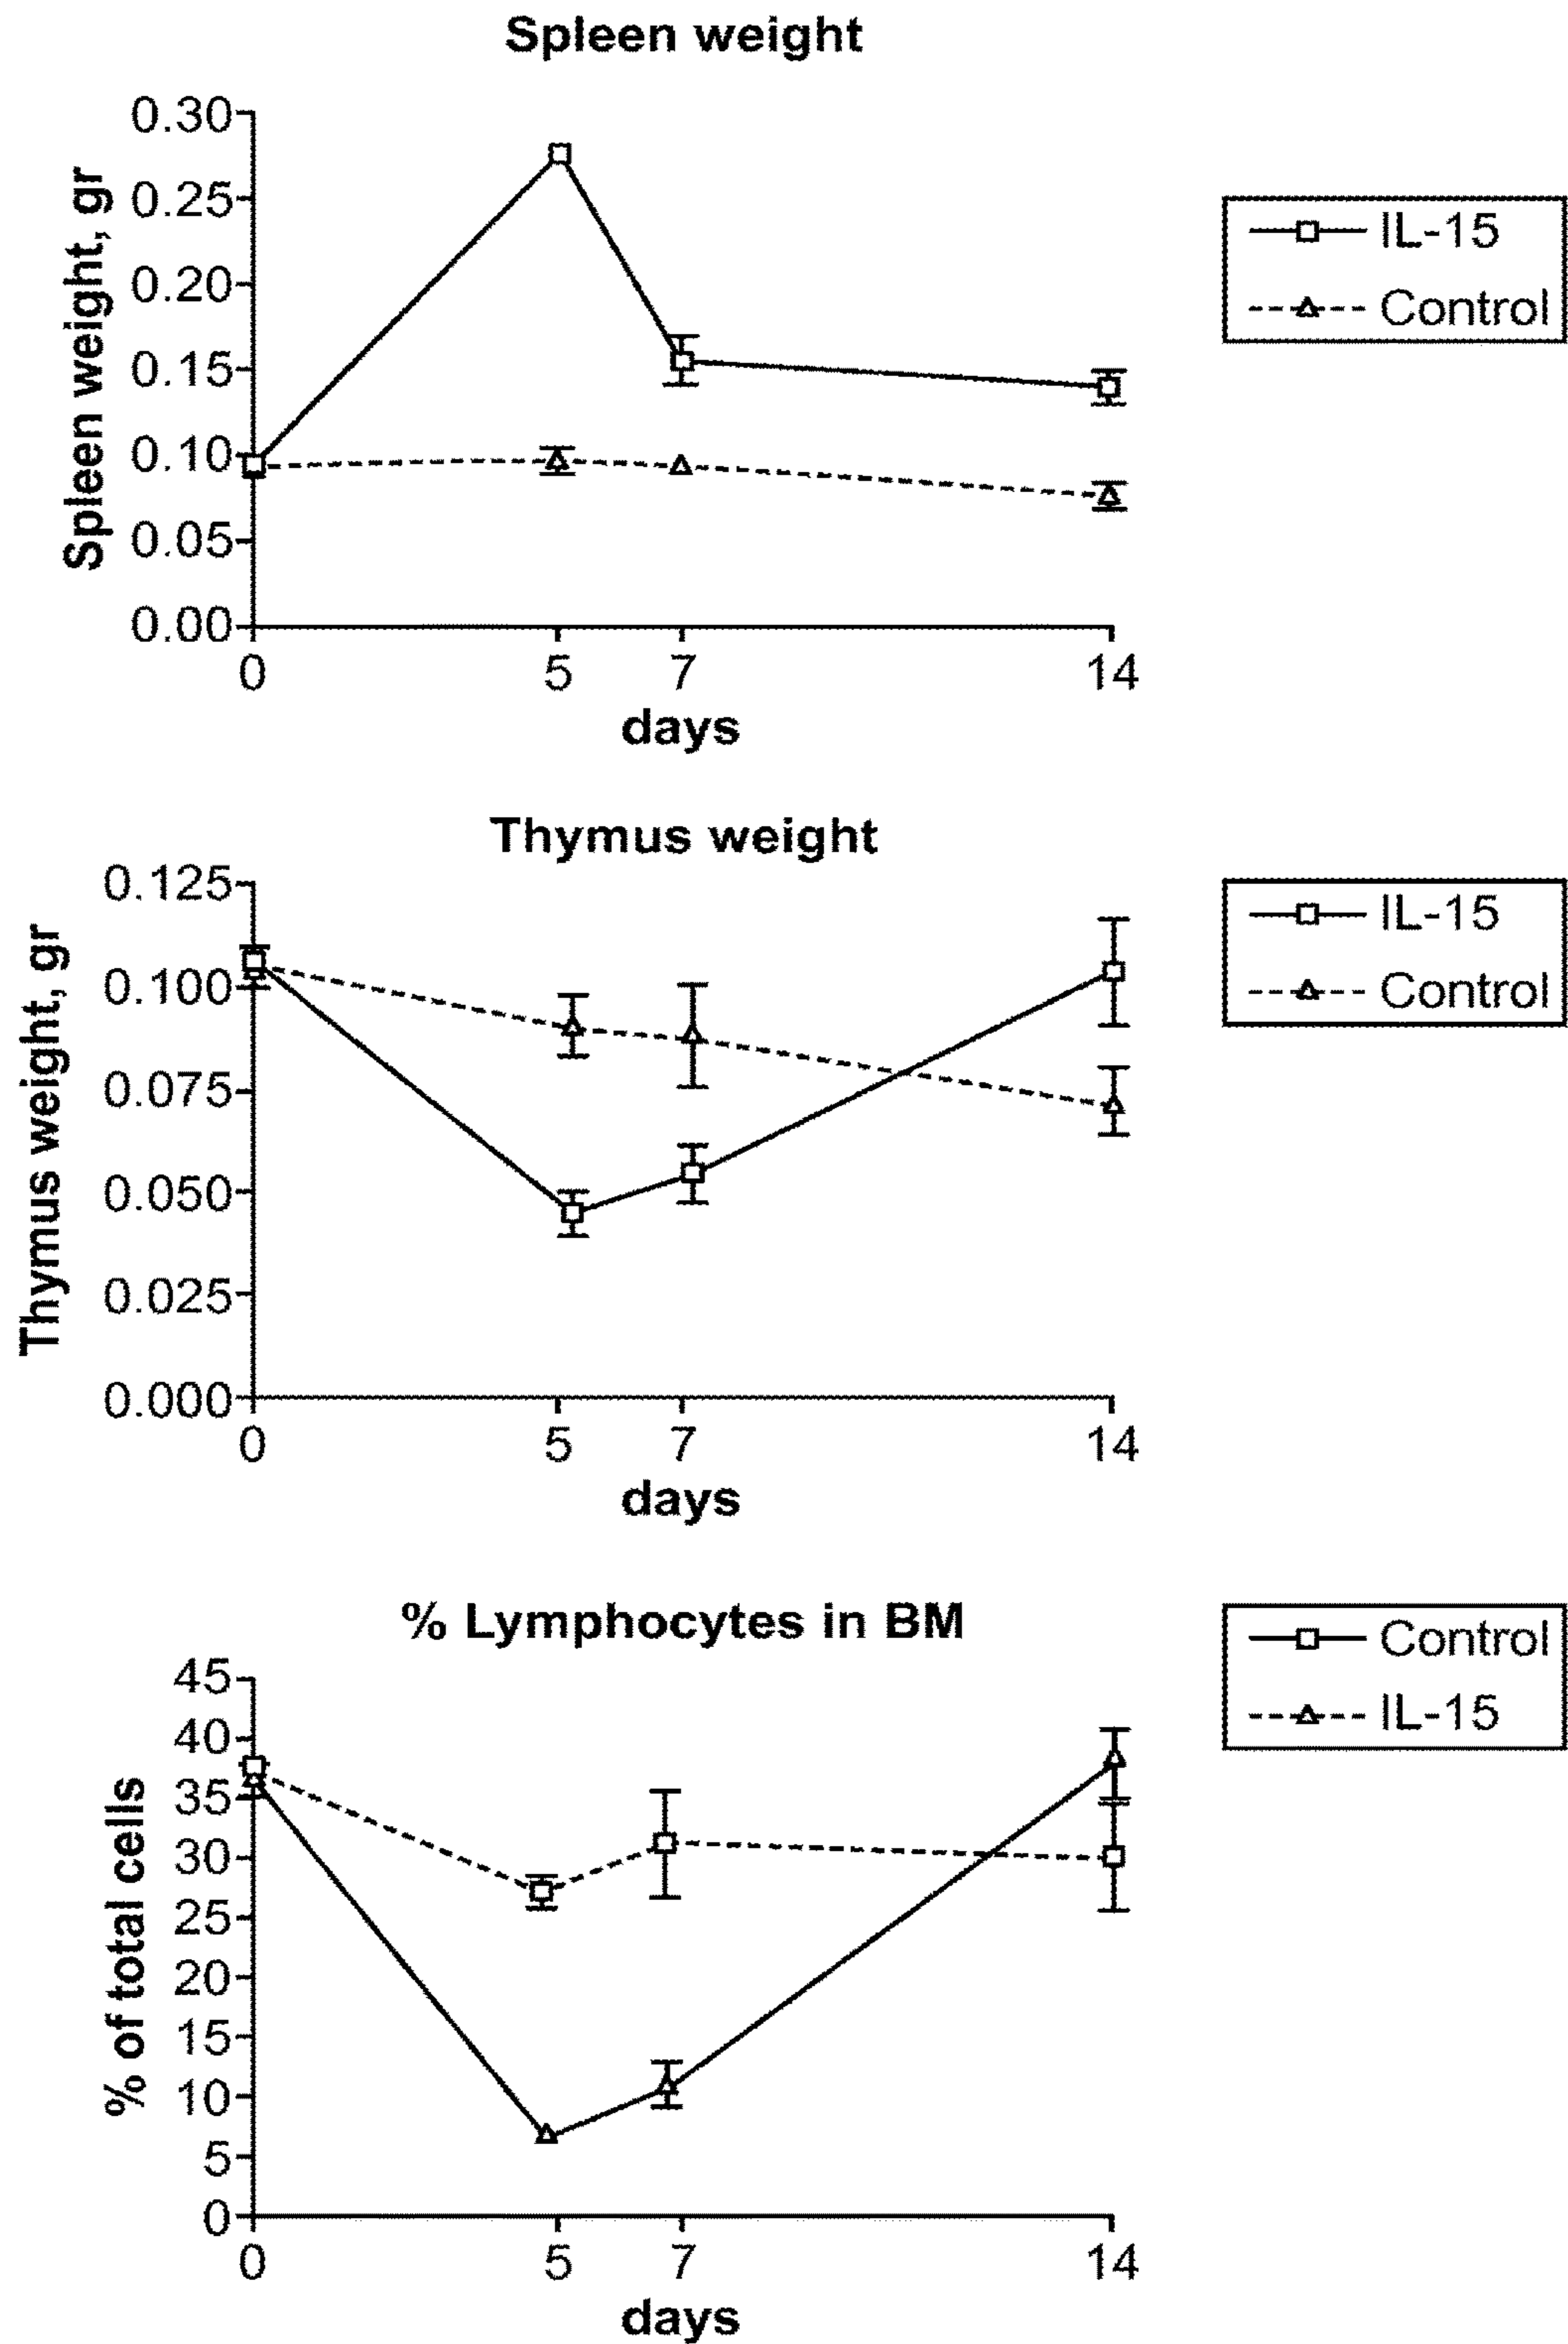 Spleen weight
Spleen weight, gr
0.30
0.25
0.20
0.15
0.10
0.05
0.00
0 5 7 14
days
IL-15
Control
Thymus weight
Thymus weight, gr
0.125
0.100
0.075
0.050
0.025
0.000
0 5 7 14
days
IL-15
Control
% Lymphocytes in BM
% of total cells
45
40
35
30
25
20
15
10
5
0
0 5 7 14
days
Control
IL-15